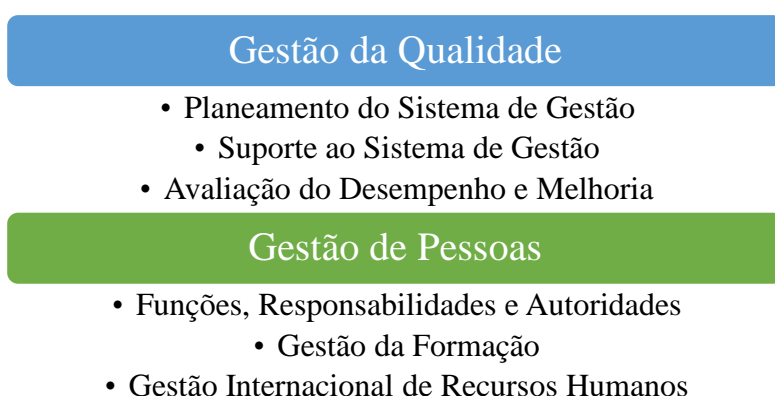 Gestão da Qualidade
• Planeamento do Sistema de Gestão
• Suporte ao Sistema de Gestão
• Avaliação do Desempenho e Melhoria
Gestão de Pessoas
• Funções, Responsabilidades e Autoridades
• Gestão da Formação
• Gestão Internacional de Recursos Humanos